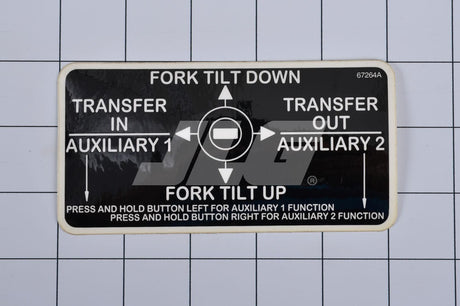 FORK TILT DOWN
67264A
TRANSFER
IN
AUXILIARY 1
TRANSFER
OUT
AUXILIARY 2
JLG
®
FORK TILT UP
PRESS AND HOLD BUTTON LEFT FOR AUXILIARY 1 FUNCTION
PRESS AND HOLD BUTTON RIGHT FOR AUXILIARY 2 FUNCTION